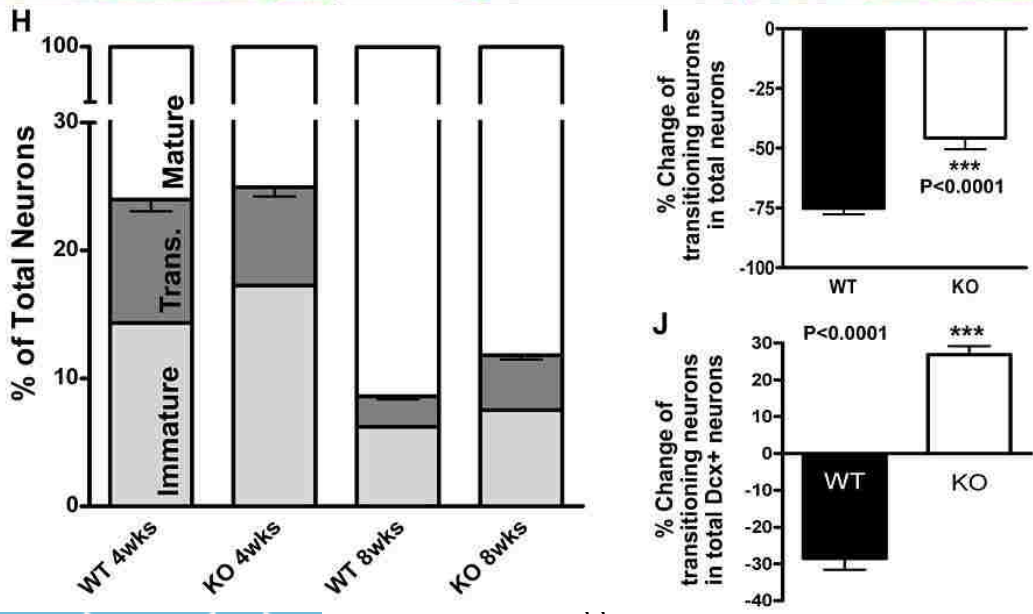 H
100
30
20
10
0
% of Total Neurons
Mature
Trans.
Immature
WT 4wks
KO 4wks
WT 8wks
KO 8wks
I
% Change of
transitioning neurons
in total neurons
0
-25
-50
-75
-100
***
P<0.0001
WT
KO
J
% Change of
transitioning neurons
in total Dcx+ neurons
30
20
10
0
-10
-20
-30
-40
P<0.0001
***
WT
KO